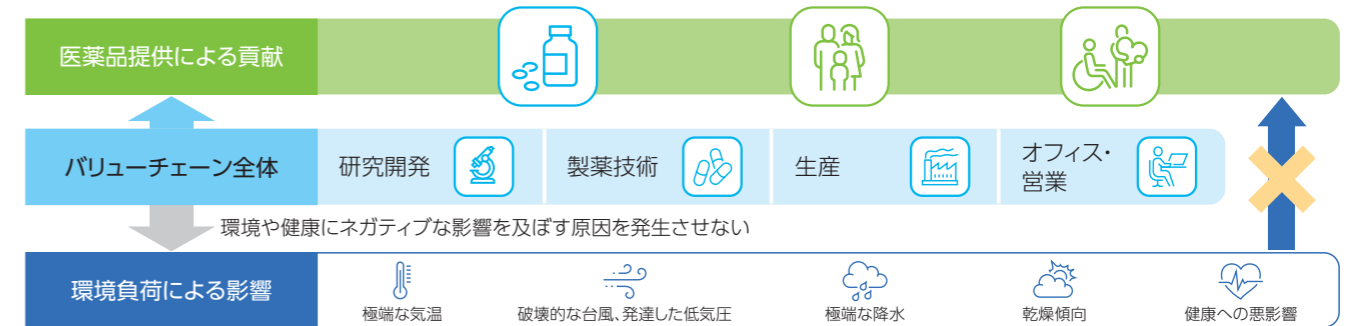 医薬品提供による貢献
バリューチェーン全体
研究開発
製薬技術
生産
オフィス・
営業
環境や健康にネガティブな影響を及ぼす原因を発生させない
環境負荷による影響
極端な気温
破壊的な台風、発達した低気圧
極端な降水
乾燥傾向
健康への悪影響